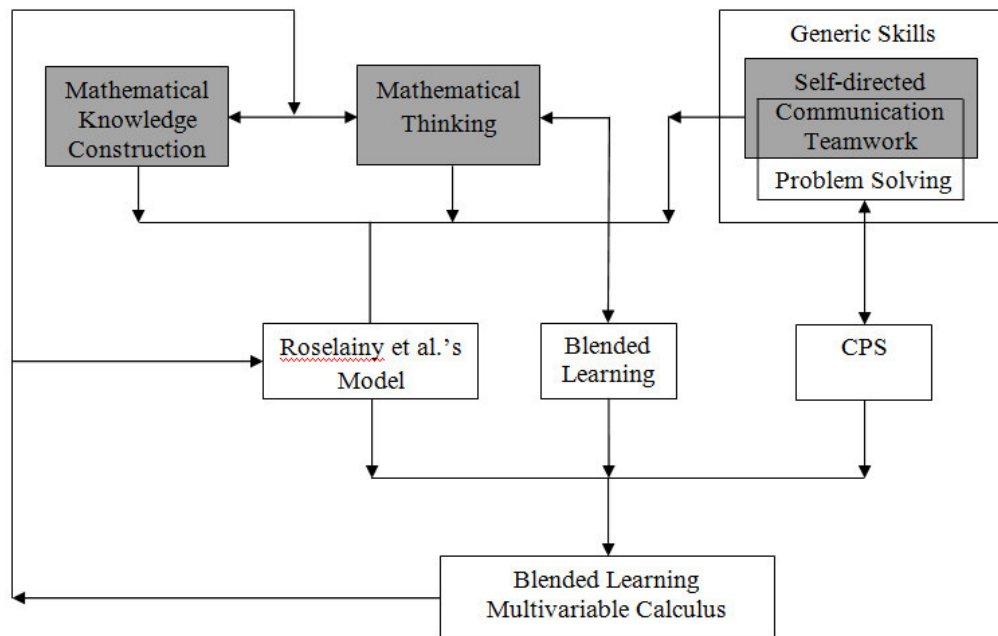 Generic Skills
Mathematical
Knowledge
Construction
Mathematical
Thinking
Self-directed
Communication
Teamwork
Problem Solving
Roselainy et al.’s
Model
Blended
Learning
CPS
Blended Learning
Multivariable Calculus